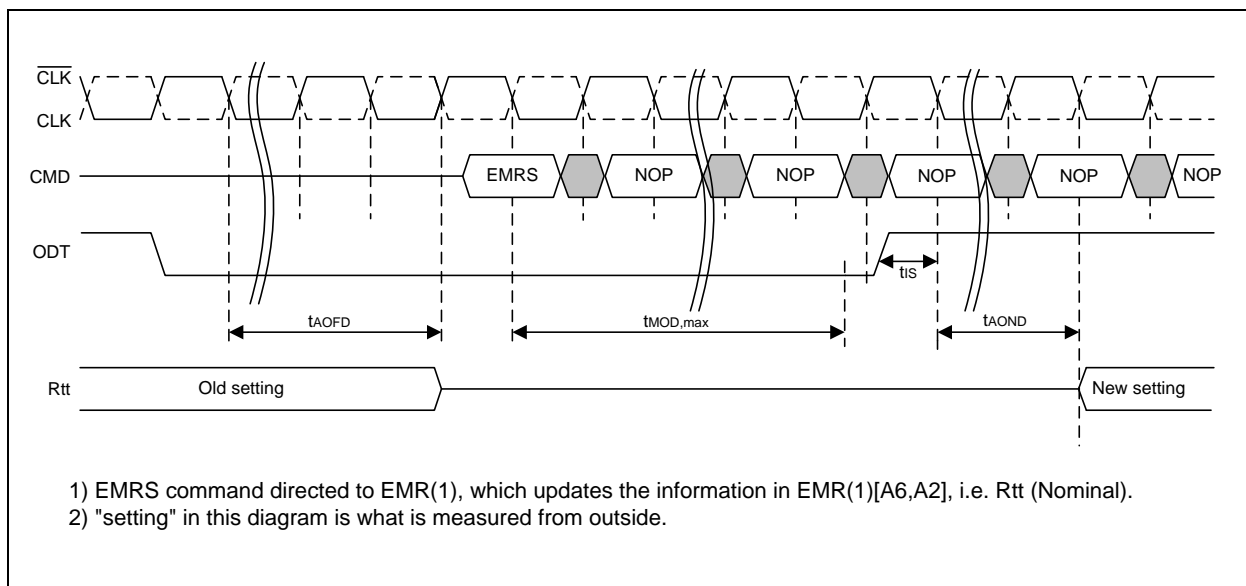 CLK
CLK
CMD
EMRS
NOP
NOP
NOP
NOP
NOP
ODT
tIS
tAOFD
tMOD,max
tAOND
Rtt
Old setting
New setting
1) EMRS command directed to EMR(1), which updates the information in EMR(1)[A6,A2], i.e. Rtt (Nominal).
2) "setting" in this diagram is what is measured from outside.